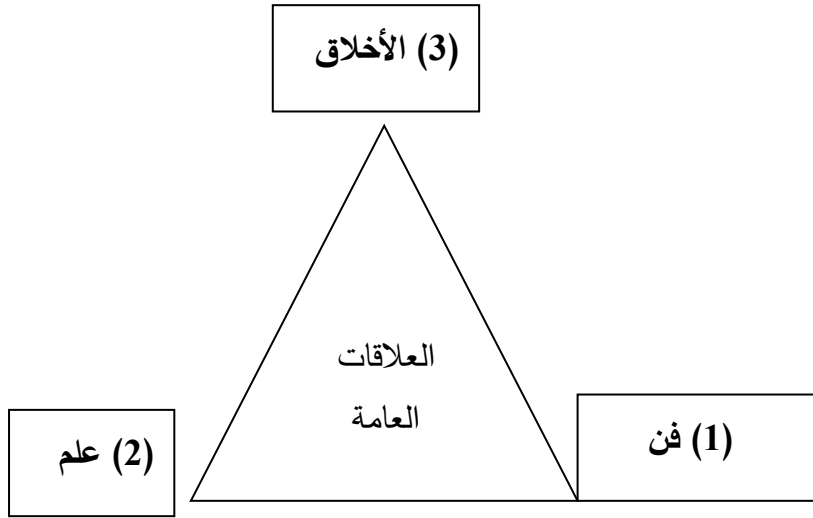 (3) الأخلاق
العلاقات
العامة
(1) فن
(2) علم